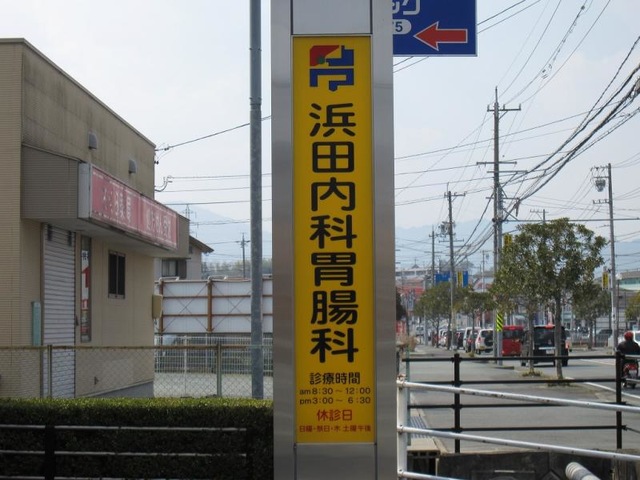 浜田内科胃腸科
診療時間
am 8:30～12:00
pm 3:00～6:30
休診日
日曜・祭日・木 土曜午後